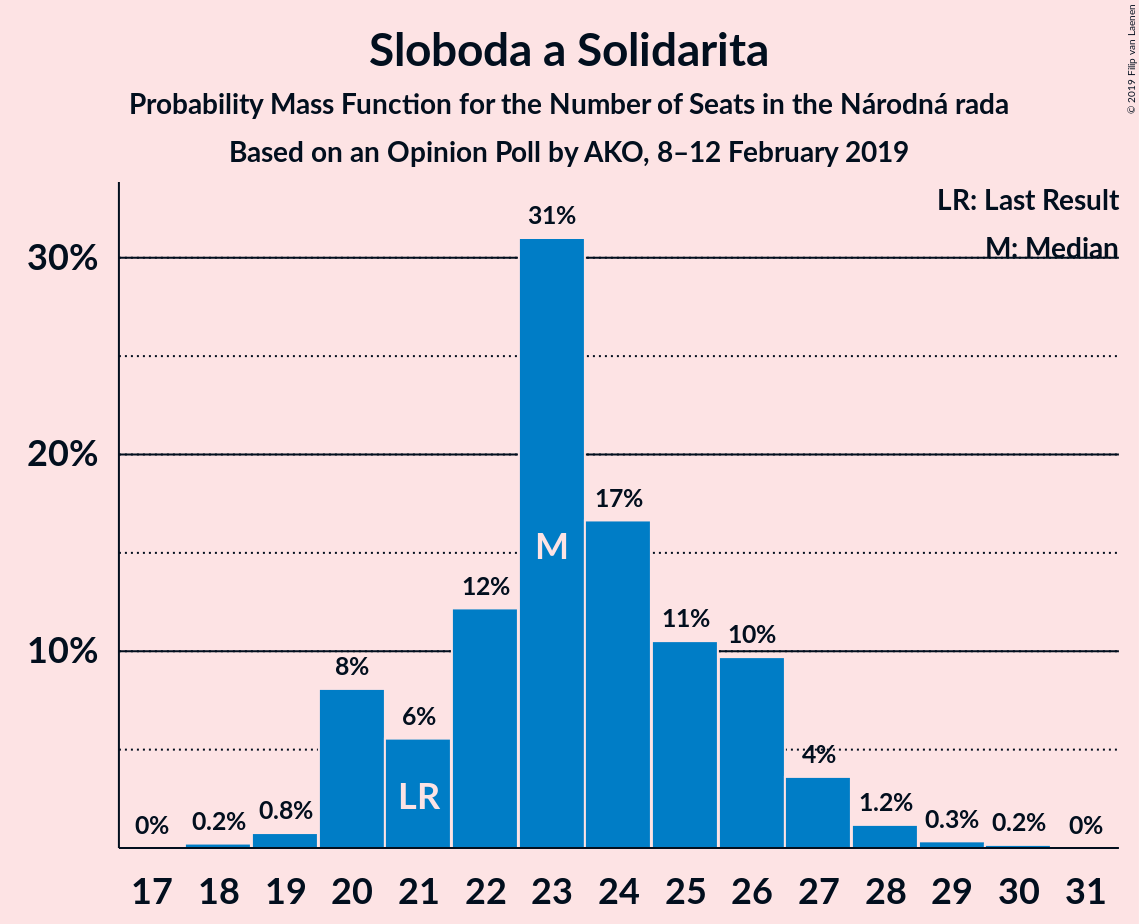 Sloboda a Solidarita
Probability Mass Function for the Number of Seats in the Národná rada
Based on an Opinion Poll by AKO, 8–12 February 2019
© 2019 Filip van Laenen
LR: Last Result
M: Median
30%
20%
10%
0%
0.2%
0.8%
8%
6%
12%
31%
17%
11%
10%
4%
1.2%
0.3%
0.2%
0%
M
LR
17 18 19 20 21 22 23 24 25 26 27 28 29 30 31